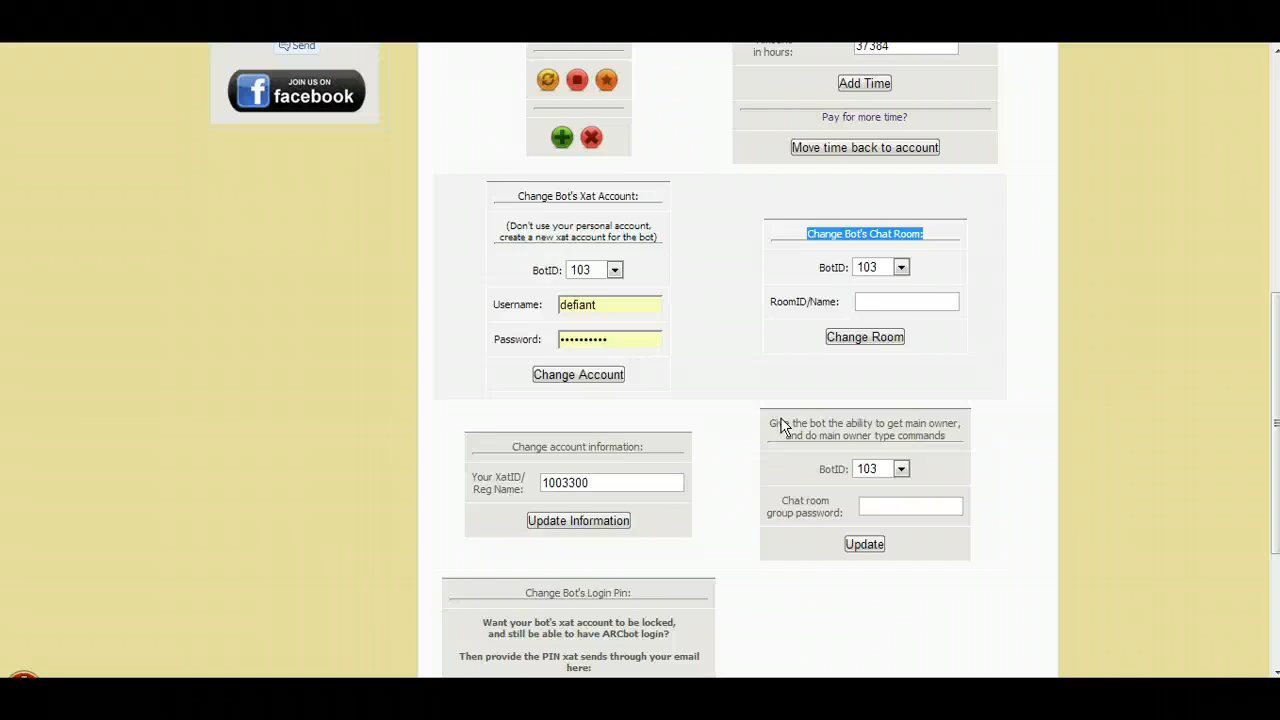 Send
JOIN US ON
facebook
in hours:
37384
Add Time
Pay for more time?
Move time back to account
Change Bot's Xat Account:
(Don't use your personal account,
create a new xat account for the bot)
BotID: 103
Username: defiant
Password: ••••••••••
Change Account
Change Bot's Chat Room:
BotID: 103
RoomID/Name:
Change Room
Change account information:
Your XatID/
Reg Name: 1003300
Update Information
Give the bot the ability to get main owner,
and do main owner type commands
BotID: 103
Chat room
group password:
Update
Change Bot's Login Pin:
Want your bot's xat account to be locked,
and still be able to have ARCbot login?
Then provide the PIN xat sends through your email
here: